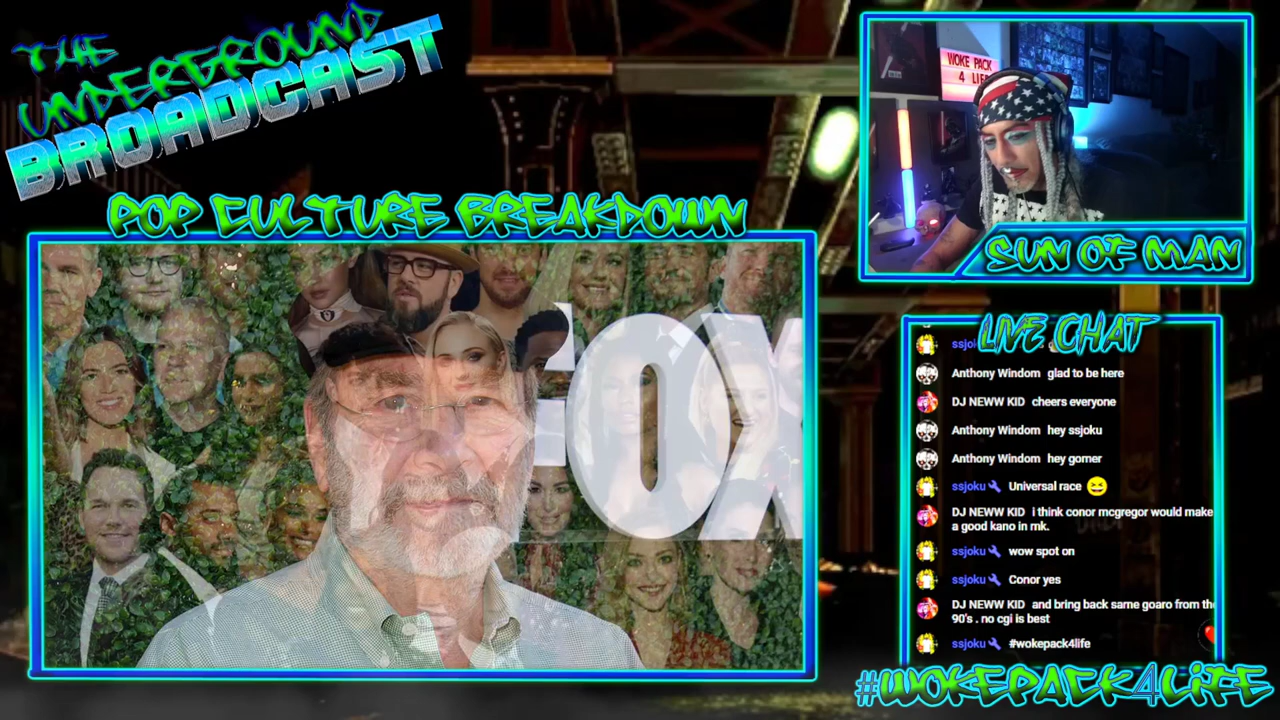 THE
UNDERGROUND
BROADCAST
POP CULTURE BREAKDOWN
FOX
WOKE PACK
4 LIFE
SUN OF MAN
LIVE CHAT
Anthony Windom glad to be here
DJ NEWW KID cheers everyone
Anthony Windom hey ssjoku
Anthony Windom hey gomer
ssjoku Universal race 😆
DJ NEWW KID i think conor mcgregor would make
a good kano in mk.
ssjoku wow spot on
ssjoku Conor yes
DJ NEWW KID and bring back same goaro from
90's . no cgi is best
ssjoku #wokepack4life
#WOKEPACK4LIFE